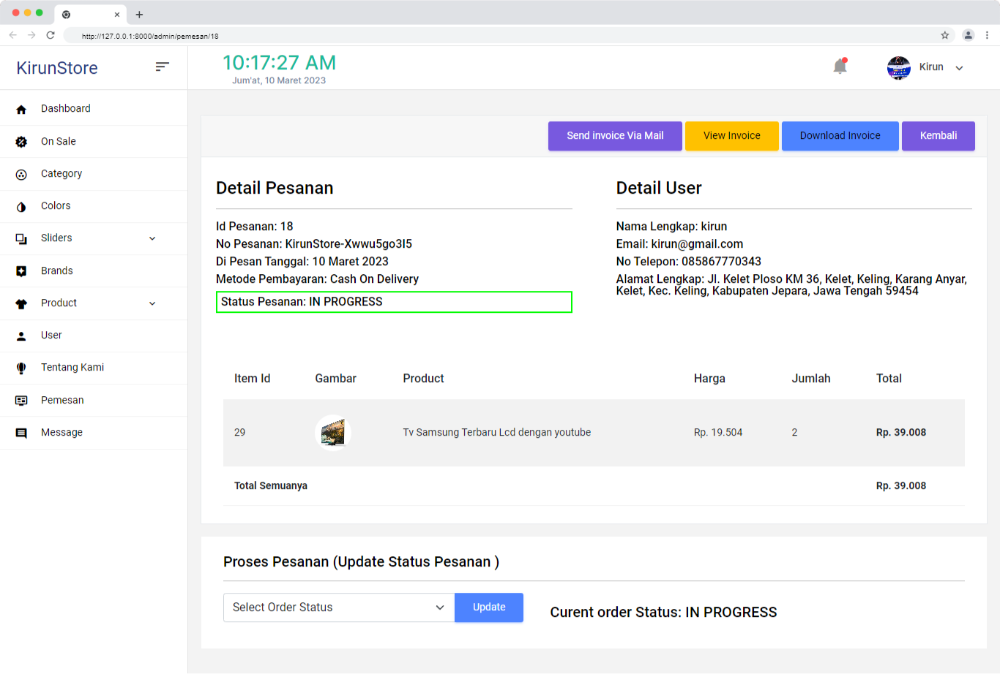 http://127.0.0.1:8000/admin/pemesan/18
KirunStore
10:17:27 AM
Jum'at, 10 Maret 2023
Kirun
Dashboard
On Sale
Category
Colors
Sliders
Brands
Product
User
Tentang Kami
Pemesan
Message
Send invoice Via Mail
View Invoice
Download Invoice
Kembali
Detail Pesanan
Id Pesanan: 18
No Pesanan: KirunStore-Xwwu5go3I5
Di Pesan Tanggal: 10 Maret 2023
Metode Pembayaran: Cash On Delivery
Status Pesanan: IN PROGRESS
Detail User
Nama Lengkap: kirun
Email: kirun@gmail.com
No Telepon: 085867770343
Alamat Lengkap: Jl. Kelet Ploso KM 36, Kelet, Keling, Karang Anyar,
Kelet, Kec. Keling, Kabupaten Jepara, Jawa Tengah 59454
Item Id Gambar Product Harga Jumlah Total
29 Tv Samsung Terbaru Lcd dengan youtube Rp. 19.504 2 Rp. 39.008
Total Semuanya Rp. 39.008
Proses Pesanan (Update Status Pesanan )
Select Order Status
Update
Curent order Status: IN PROGRESS